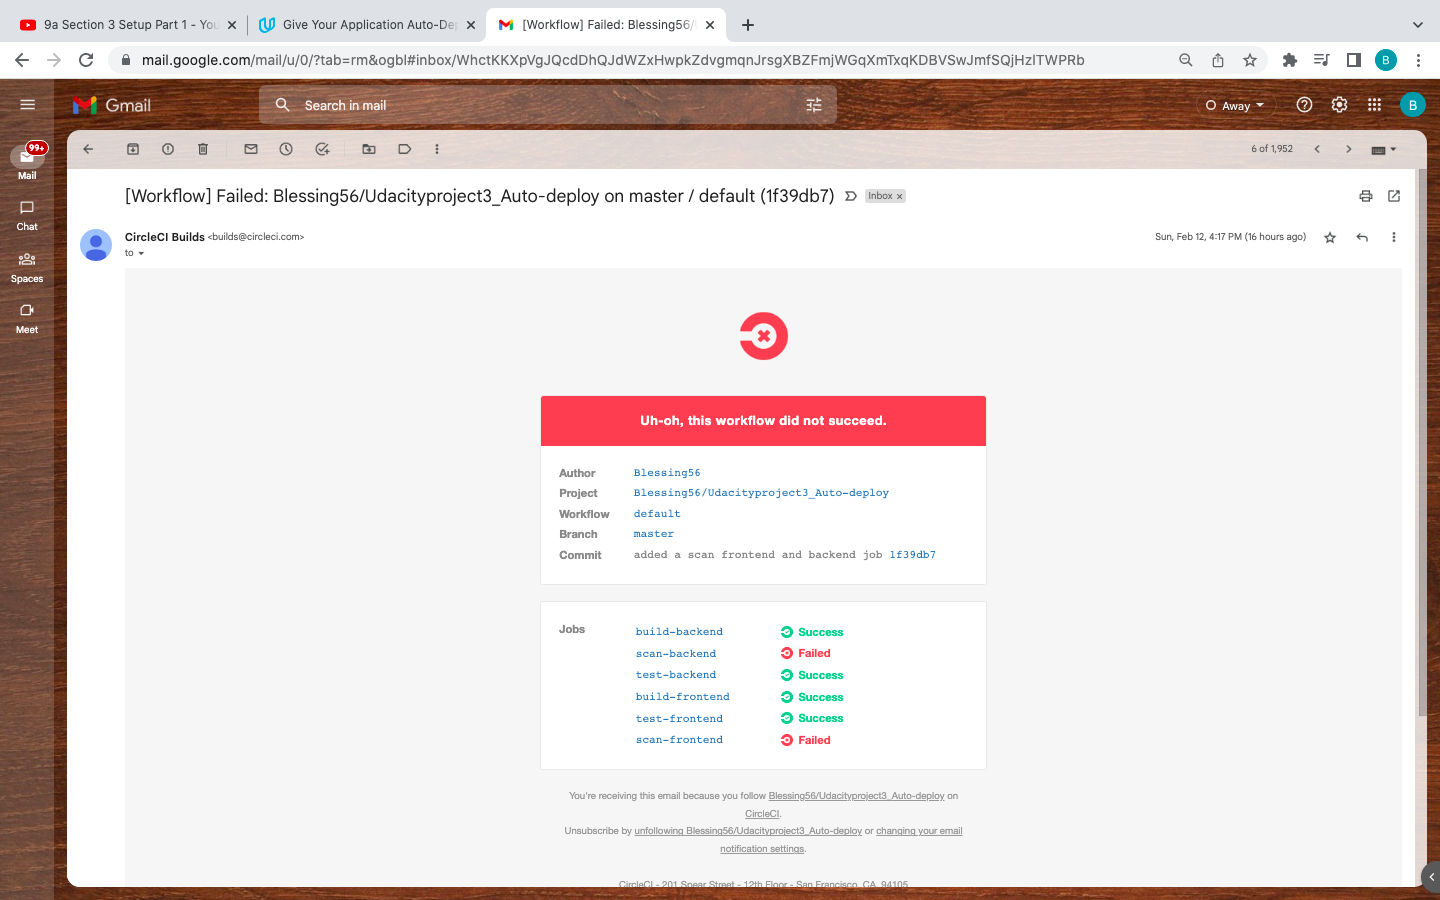 9a Section 3 Setup Part 1 - You
Give Your Application Auto-Dep
[Workflow] Failed: Blessing56/U
mail.google.com/mail/u/0/?tab=rm&ogbl#inbox/WhctKKXpVgJQcdDhQJdWZxHwpkZdvgmqnJrsgXBZFmjWGqXmTxqKDBVSwJmfSQjHzlTWPRb
B
Gmail
Search in mail
Away
B
99+
Mail
Chat
Spaces
Meet
6 of 1,952
[Workflow] Failed: Blessing56/Udacityproject3_Auto-deploy on master / default (1f39db7)
Inbox x
CircleCI Builds <builds@circleci.com>
Sun, Feb 12, 4:17 PM (16 hours ago)
to
Uh-oh, this workflow did not succeed.
Author Blessing56
Project Blessing56/Udacityproject3_Auto-deploy
Workflow default
Branch master
Commit added a scan frontend and backend job 1f39db7
Jobs
build-backend Success
scan-backend Failed
test-backend Success
build-frontend Success
test-frontend Success
scan-frontend Failed
You're receiving this email because you follow Blessing56/Udacityproject3_Auto-deploy on
CircleCI.
Unsubscribe by unfollowing Blessing56/Udacityproject3_Auto-deploy or changing your email
notification settings.
CircleCI - 201 Spear Street - 12th Floor - San Francisco, CA, 94105